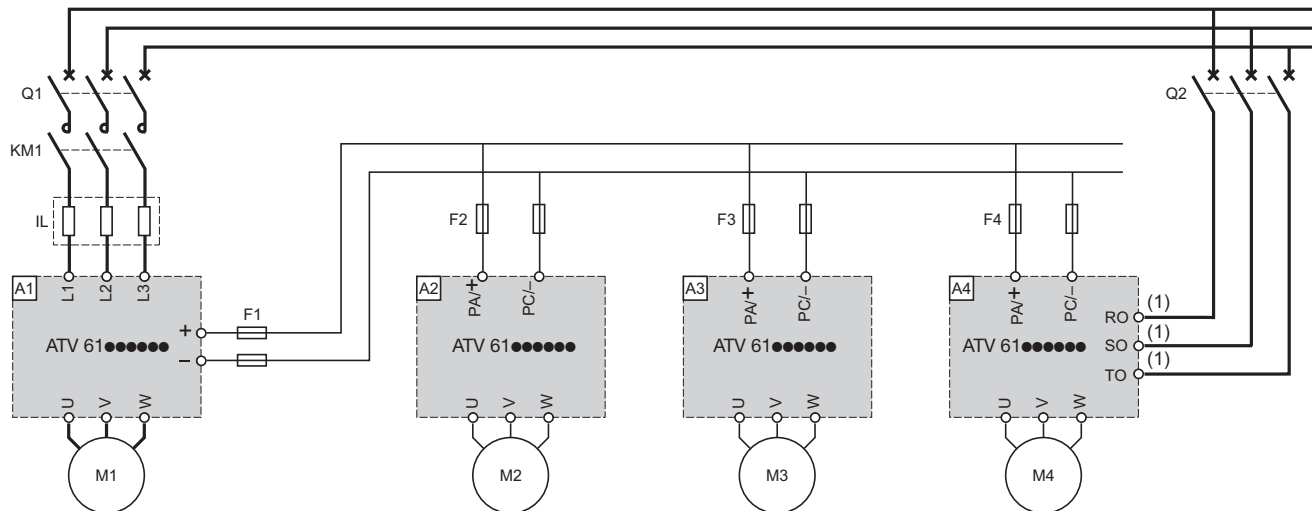 Q1
Q2
KM1
IL
F2
F3
F4
A1
L1
L2
L3
A2
PA/+
PC/–
A3
PA/+
PC/–
A4
PA/+
PC/–
F1
+
–
ATV 61●●●●●●
ATV 61●●●●●●
ATV 61●●●●●●
ATV 61●●●●●●
RO
(1)
SO
(1)
TO
(1)
U
V
W
U
V
W
U
V
W
U
V
W
M1
M2
M3
M4